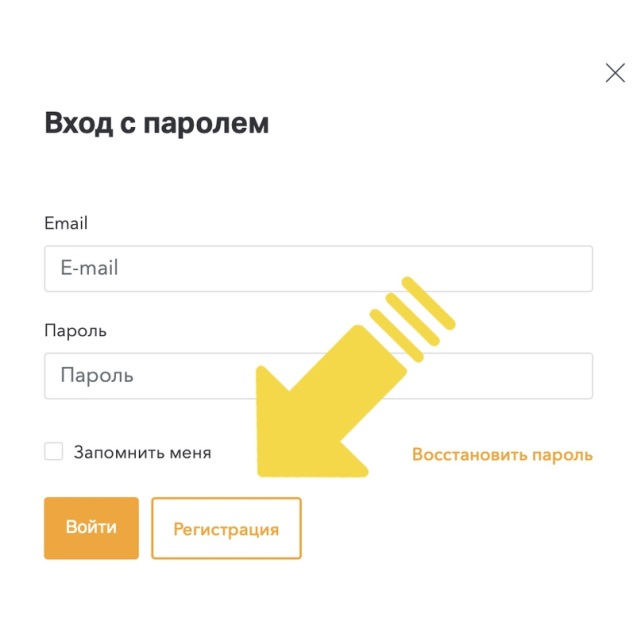 Вход с паролем
Email
E-mail
Пароль
Пароль
Запомнить меня
Восстановить пароль
Войти
Регистрация